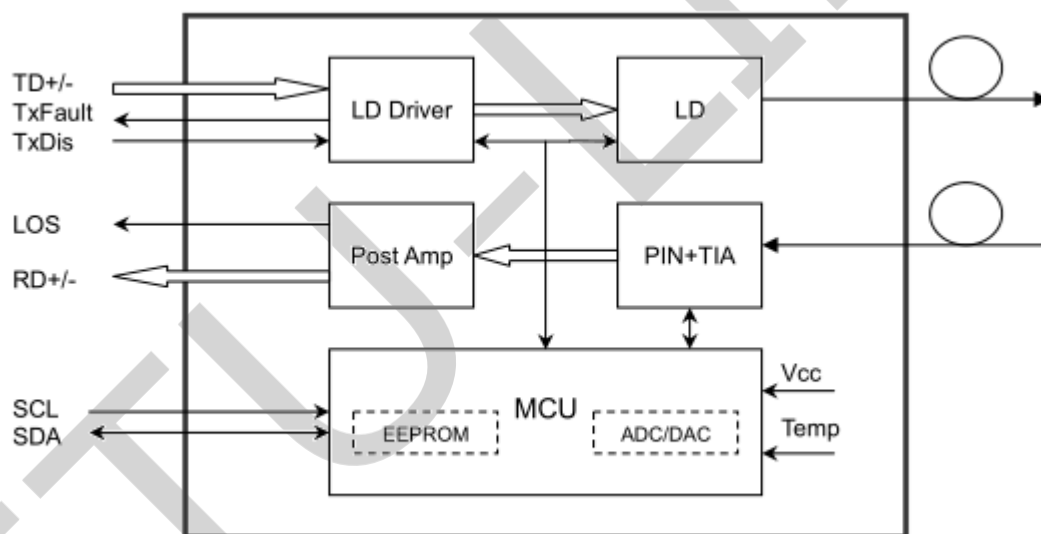 TD+/-
TxFault
TxDis
LOS
RD+/-
SCL
SDA
LD Driver
LD
Post Amp
PIN+TIA
MCU
EEPROM
ADC/DAC
Vcc
Temp